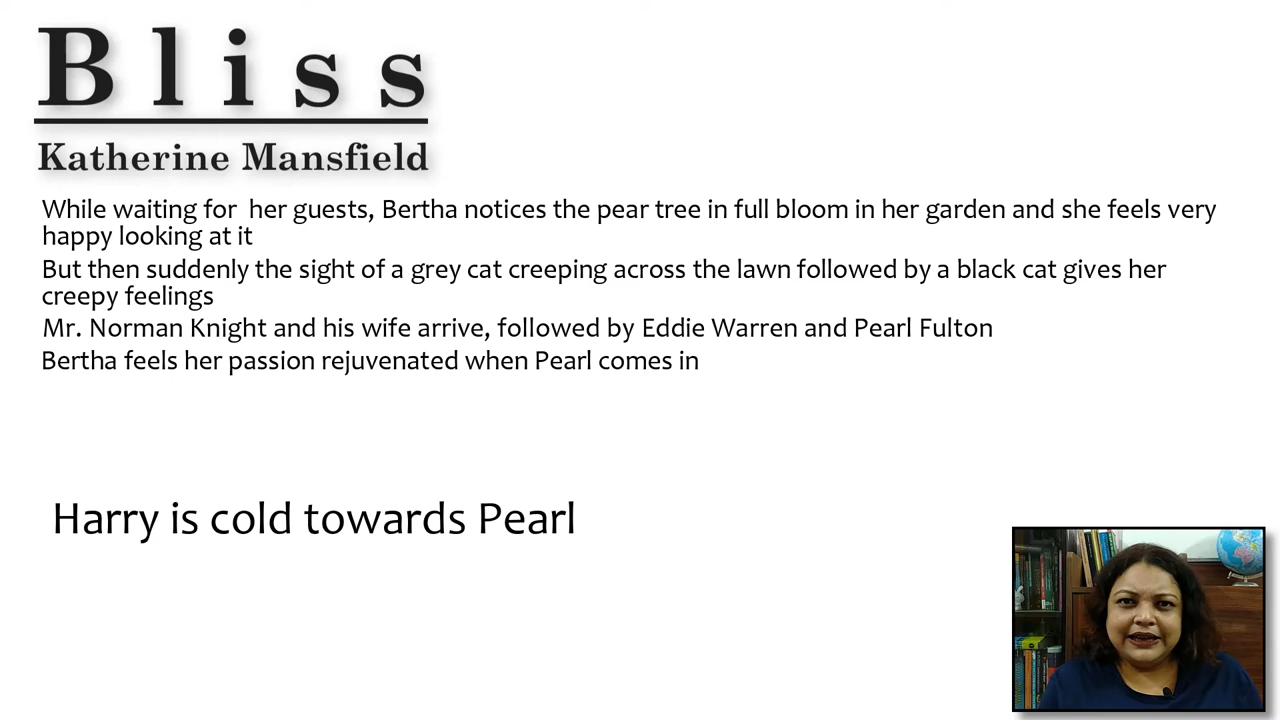 Bliss
Katherine Mansfield
While waiting for her guests, Bertha notices the pear tree in full bloom in her garden and she feels very
happy looking at it
But then suddenly the sight of a grey cat creeping across the lawn followed by a black cat gives her
creepy feelings
Mr. Norman Knight and his wife arrive, followed by Eddie Warren and Pearl Fulton
Bertha feels her passion rejuvenated when Pearl comes in
Harry is cold towards Pearl